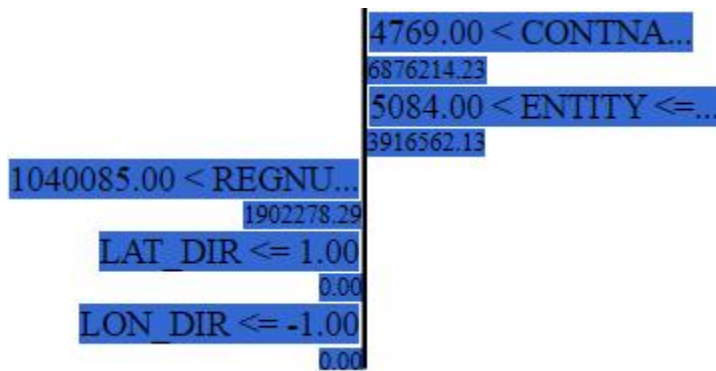 4769.00 < CONTNA...
6876214.23
5084.00 < ENTITY <=...
3916562.13
1040085.00 < REGNU...
1902278.29
LAT_DIR <= 1.00
0.00
LON_DIR <= -1.00
0.00